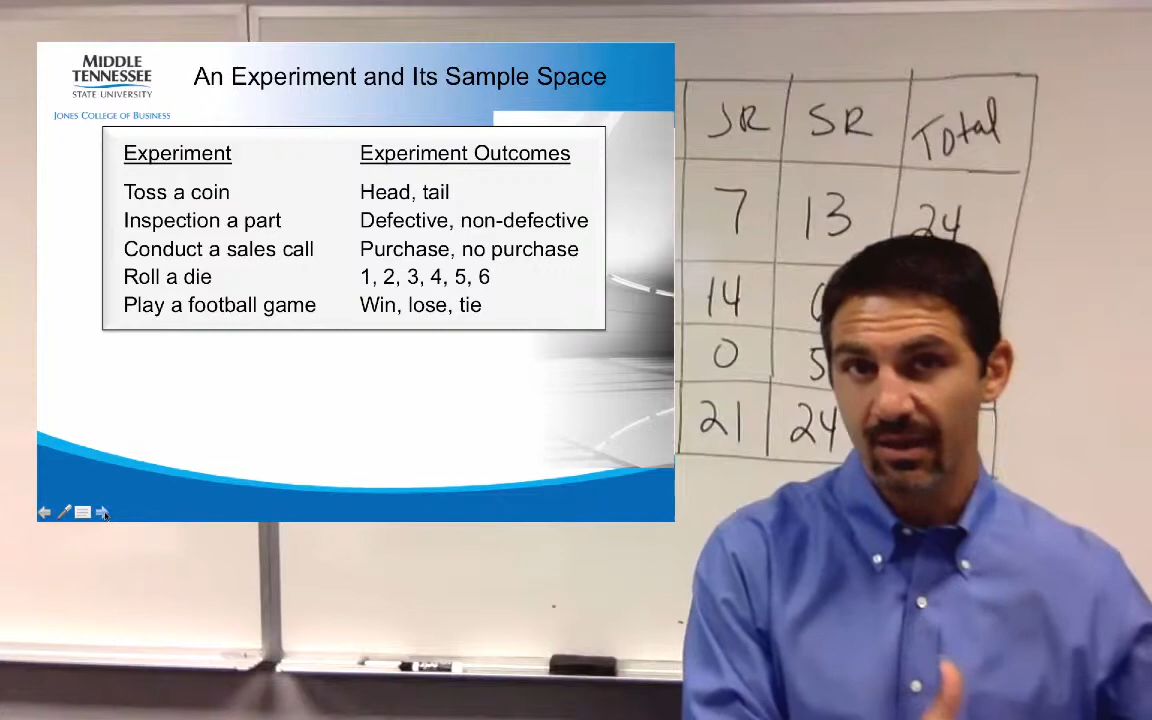 MIDDLE
TENNESSEE
STATE UNIVERSITY
JONES COLLEGE OF BUSINESS
An Experiment and Its Sample Space
Experiment Experiment Outcomes
Toss a coin Head, tail
Inspection a part Defective, non-defective
Conduct a sales call Purchase, no purchase
Roll a die 1, 2, 3, 4, 5, 6
Play a football game Win, lose, tie
JR SR Total
7 13 24
14
0 5
21 24